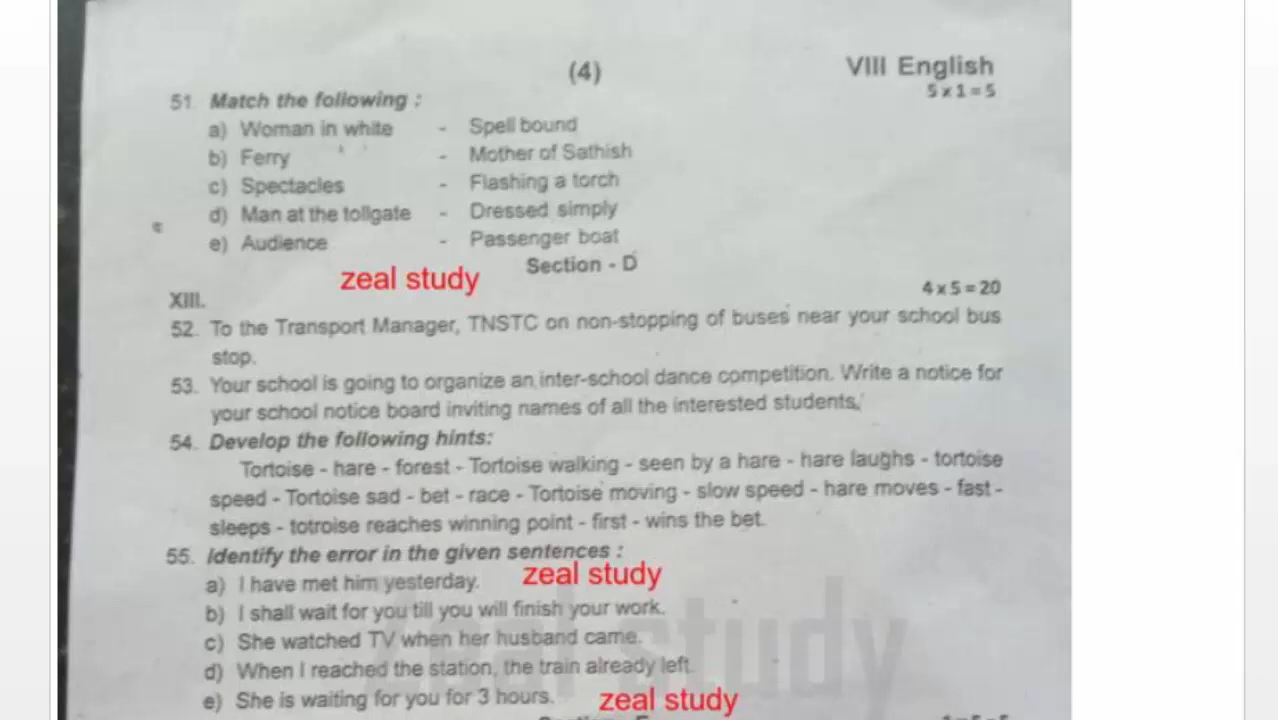 (4)
VIII English
5 x 1 = 5
51. Match the following :
a) Woman in white - Spell bound
b) Ferry - Mother of Sathish
c) Spectacles - Flashing a torch
d) Man at the tollgate - Dressed simply
e) Audience - Passenger boat
Section - D
zeal study
XIII.
4 x 5 = 20
52. To the Transport Manager, TNSTC on non-stopping of buses near your school bus
stop.
53. Your school is going to organize an inter-school dance competition. Write a notice for
your school notice board inviting names of all the interested students.
54. Develop the following hints:
Tortoise - hare - forest - Tortoise walking - seen by a hare - hare laughs - tortoise
speed - Tortoise sad - bet - race - Tortoise moving - slow speed - hare moves - fast -
sleeps - totroise reaches winning point - first - wins the bet.
55. Identify the error in the given sentences :
a) I have met him yesterday.
zeal study
b) I shall wait for you till you will finish your work.
c) She watched TV when her husband came.
d) When I reached the station, the train already left.
e) She is waiting for you for 3 hours.
zeal study
zeal study